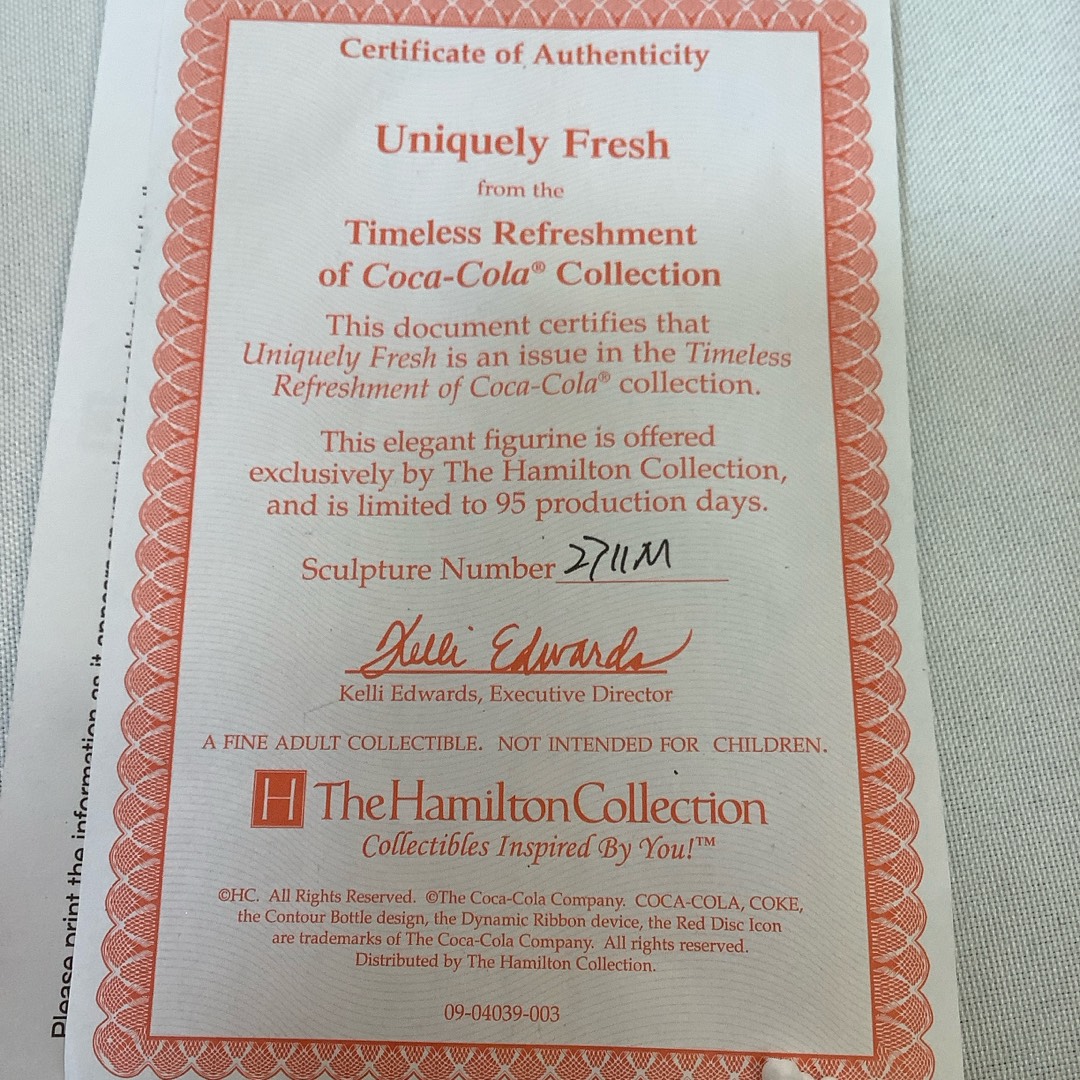 Certificate of Authenticity
Uniquely Fresh
from the
Timeless Refreshment
of Coca-Cola® Collection
This document certifies that
Uniquely Fresh is an issue in the Timeless
Refreshment of Coca-Cola® collection.
This elegant figurine is offered
exclusively by The Hamilton Collection,
and is limited to 95 production days.
Sculpture Number 2711M
Kelli Edwards
Kelli Edwards, Executive Director
A FINE ADULT COLLECTIBLE. NOT INTENDED FOR CHILDREN.
H The Hamilton Collection
Collectibles Inspired By You!™
©HC. All Rights Reserved. ©The Coca-Cola Company. COCA-COLA, COKE,
the Contour Bottle design, the Dynamic Ribbon device, the Red Disc Icon
are trademarks of The Coca-Cola Company. All rights reserved.
Distributed by The Hamilton Collection.
09-04039-003
Please print the information as it appears